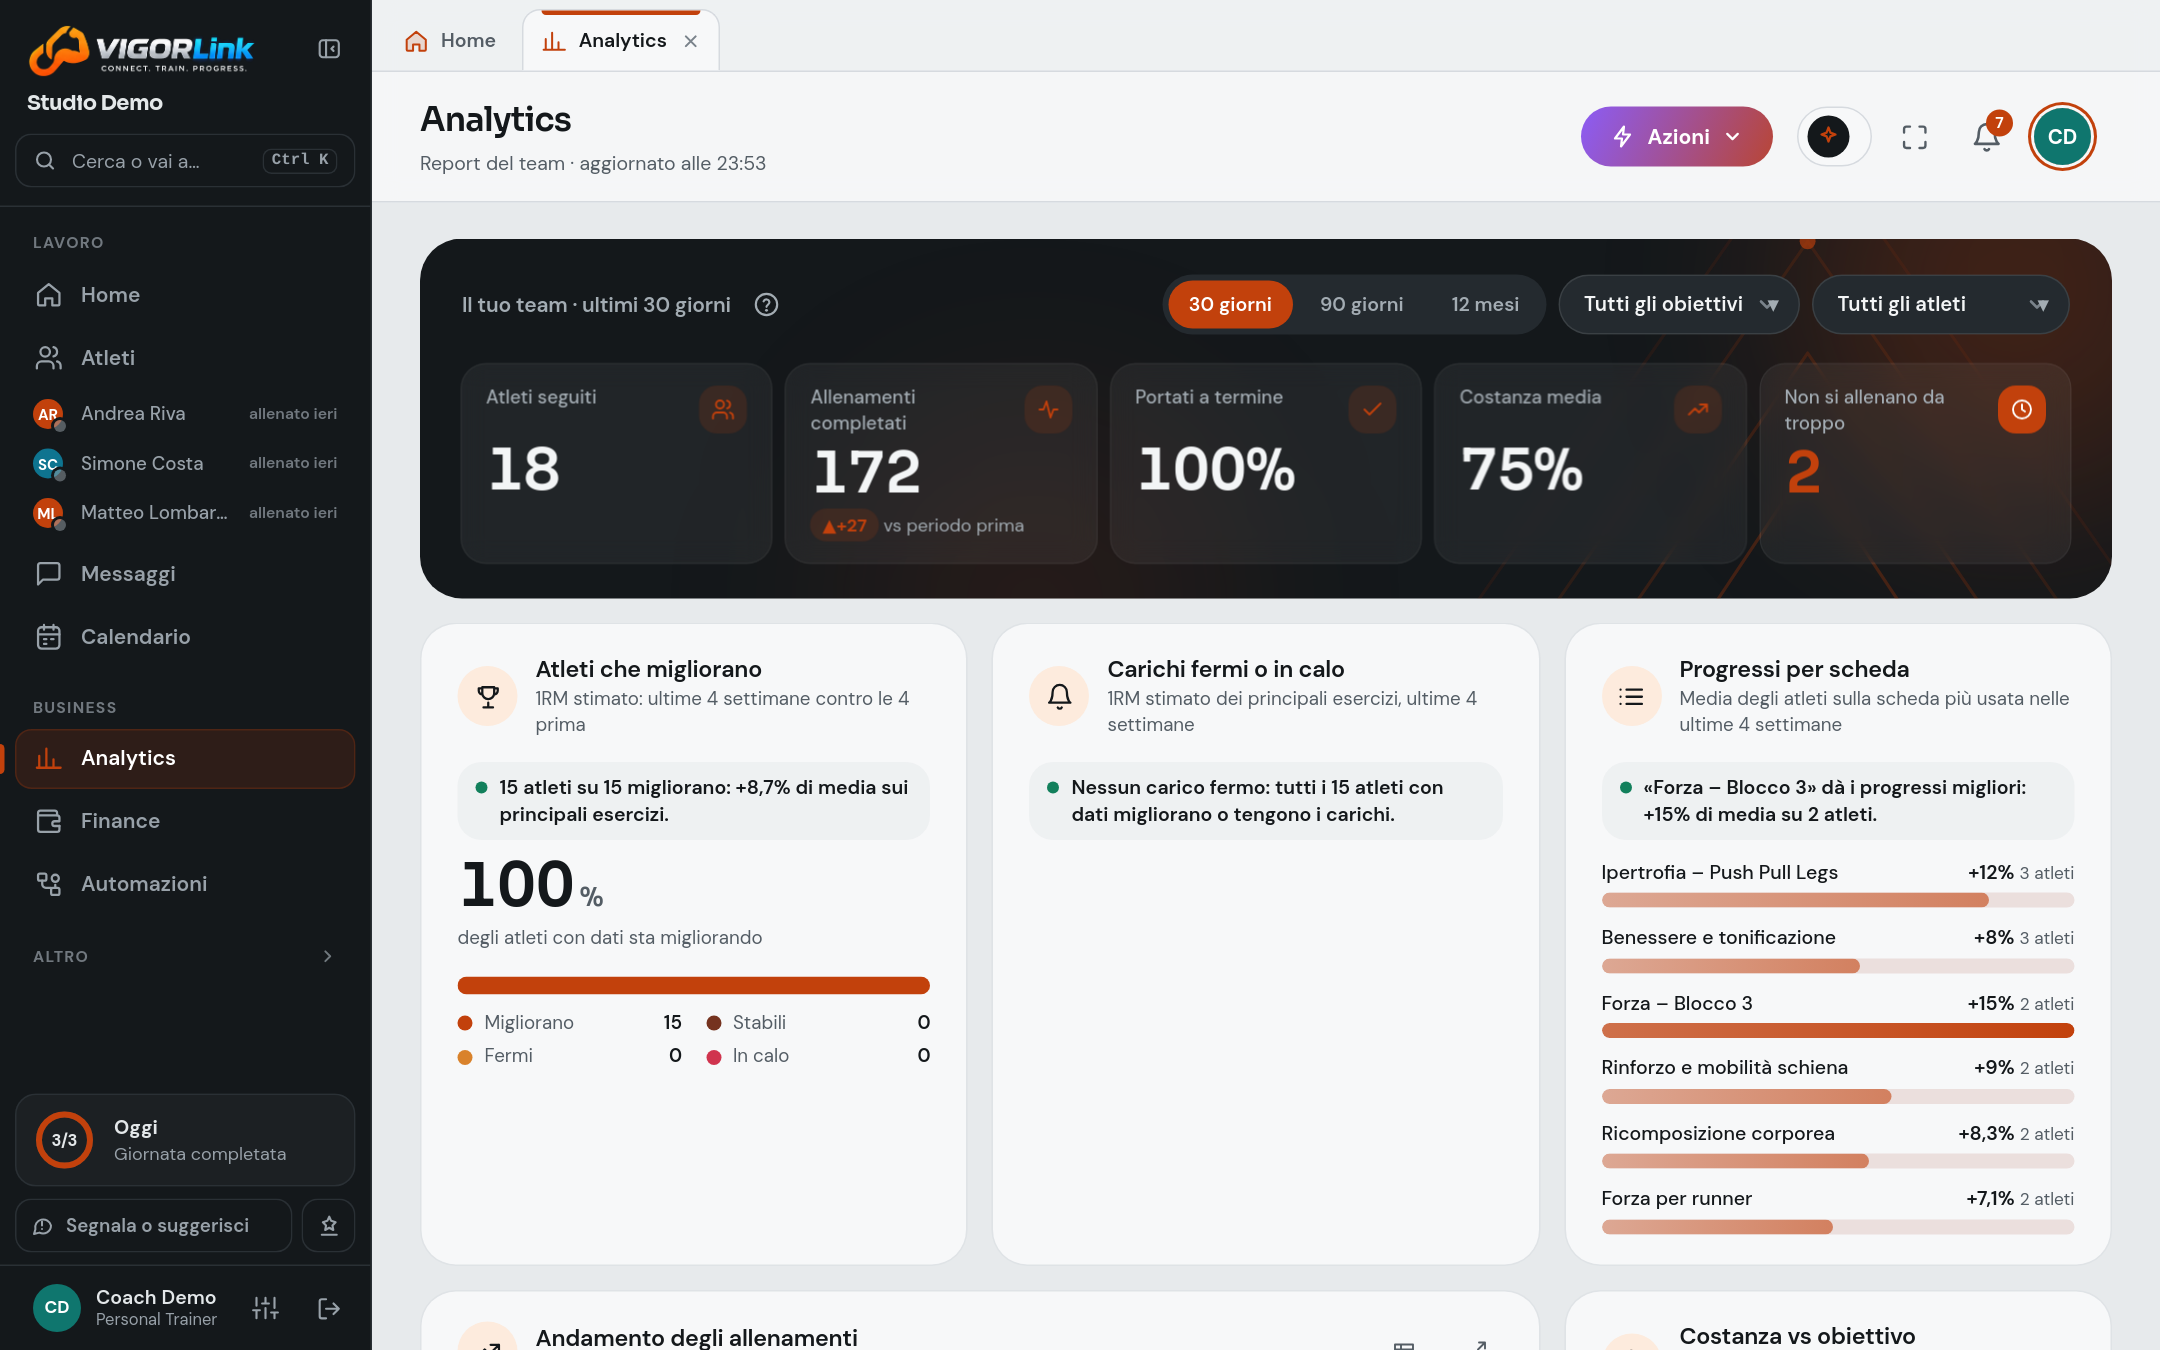 VIGORLink
CONNECT. TRAIN. PROGRESS.
Studio Demo
Cerca o vai a...
Ctrl K
LAVORO
Home
Atleti
AR Andrea Riva allenato ieri
SC Simone Costa allenato ieri
ML Matteo Lombar... allenato ieri
Messaggi
Calendario
BUSINESS
Analytics
Finance
Automazioni
ALTRO
3/3
Oggi
Giornata completata
Segnala o suggerisci
CD
Coach Demo
Personal Trainer
Home
Analytics
Analytics
Report del team · aggiornato alle 23:53
Azioni
7
CD
Il tuo team · ultimi 30 giorni
30 giorni
90 giorni
12 mesi
Tutti gli obiettivi
Tutti gli atleti
Atleti seguiti
18
Allenamenti
completati
172
▲+27 vs periodo prima
Portati a termine
100%
Costanza media
75%
Non si allenano da
troppo
2
Atleti che migliorano
1RM stimato: ultime 4 settimane contro le 4
prima
15 atleti su 15 migliorano: +8,7% di media sui
principali esercizi.
100 %
degli atleti con dati sta migliorando
Migliorano 15
Stabili 0
Fermi 0
In calo 0
Carichi fermi o in calo
1RM stimato dei principali esercizi, ultime 4
settimane
Nessun carico fermo: tutti i 15 atleti con
dati migliorano o tengono i carichi.
Progressi per scheda
Media degli atleti sulla scheda più usata nelle
ultime 4 settimane
«Forza – Blocco 3» dà i progressi migliori:
+15% di media su 2 atleti.
Ipertrofia – Push Pull Legs +12% 3 atleti
Benessere e tonificazione +8% 3 atleti
Forza – Blocco 3 +15% 2 atleti
Rinforzo e mobilità schiena +9% 2 atleti
Ricomposizione corporea +8,3% 2 atleti
Forza per runner +7,1% 2 atleti
Andamento degli allenamenti
Costanza vs obiettivo